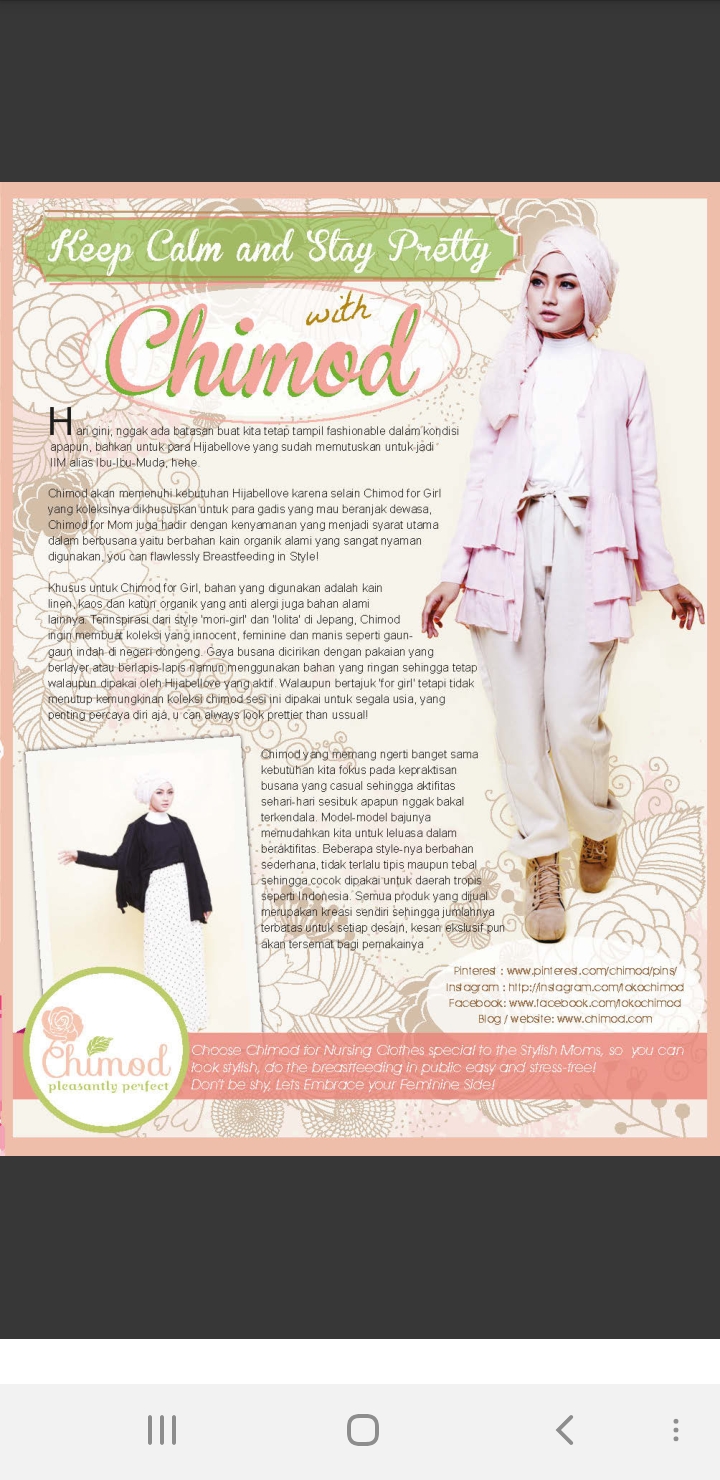 Keep Calm and Stay Pretty
with
Chimod
Hari gini, nggak ada batasan buat kita tetap tampil fashionable dalam kondisi
apapun, bahkan untuk para Hijabellove yang sudah memutuskan untuk jadi
IIM alias Ibu-Ibu-Muda, hehe.
Chimod akan memenuhi kebutuhan Hijabellove karena selain Chimod for Girl
yang koleksinya dikhususkan untuk para gadis yang mau beranjak dewasa,
Chimod for Mom juga hadir dengan kenyamanan yang menjadi syarat utama
dalam berbusana yaitu berbahan kain organik alami yang sangat nyaman
digunakan, you can flawlessly Breastfeeding in Style!
Khusus untuk Chimod for Girl, bahan yang digunakan adalah kain
linen, kaos dan katun organik yang anti alergi juga bahan alami
lainnya. Terinspirasi dari style 'mori-girl' dan 'lolita' di Jepang, Chimod
ingin membuat koleksi yang innocent, feminine dan manis seperti gaun-
gaun indah di negeri dongeng. Gaya busana dicirikan dengan pakaian yang
berlayer atau berlapis-lapis namun menggunakan bahan yang ringan sehingga tetap
walaupun dipakai oleh Hijabellove yang aktif. Walaupun bertajuk 'for girl' tetapi tidak
menutup kemungkinan koleksi chimod sesi ini dipakai untuk segala usia, yang
penting percaya diri aja, u can always look prettier than ussual!
Chimod yang memang ngerti banget sama
kebutuhan kita fokus pada kepraktisan
busana yang casual sehingga aktifitas
sehari-hari sesibuk apapun nggak bakal
terkendala. Model-model bajunya
memudahkan kita untuk leluasa dalam
beraktifitas. Beberapa style-nya berbahan
sederhana, tidak terlalu tipis maupun tebal
sehingga cocok dipakai untuk daerah tropis
seperti Indonesia. Semua produk yang dijual
merupakan kreasi sendiri sehingga jumlahnya
terbatas untuk setiap desain, kesan ekslusif pun
akan tersemat bagi pemakainya
Pinterest : www.pinterest.com/chimod/pins/
Instagram : http://instagram.com/tokochimod
Facebook: www.facebook.com/tokochimod
Blog / website: www.chimod.com
Chimod
pleasantly perfect
Choose Chimod for Nursing Clothes special to the Stylish Moms, so you can
look stylish, do the breastfeeding in public easy and stress-free!
Don't be shy, Lets Embrace your Feminine Side!